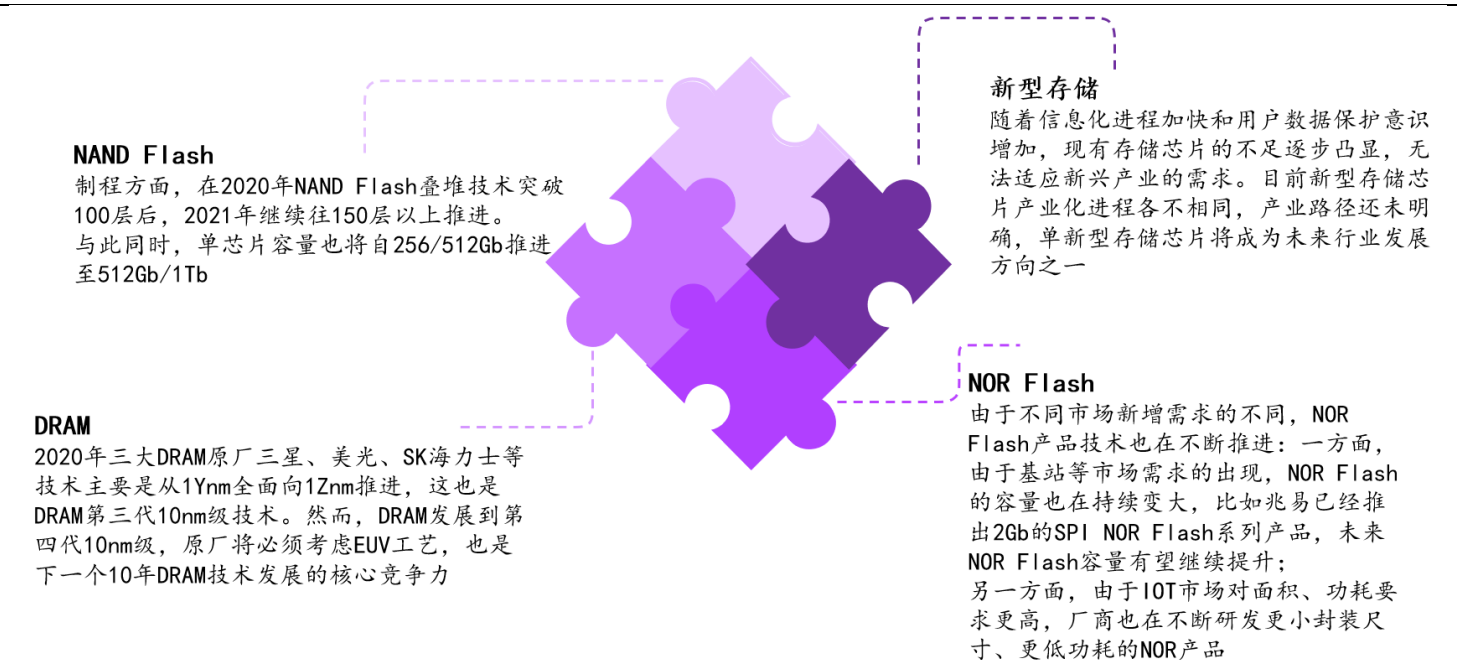 NAND Flash
制程方面，在2020年NAND Flash叠堆技术突破
100层后，2021年继续往150层以上推进。
与此同时，单芯片容量也将自256/512Gb推进
至512Gb/1Tb
DRAM
2020年三大DRAM原厂三星、美光、SK海力士等
技术主要是从1Ynm全面向1Znm推进，这也是
DRAM第三代10nm级技术。然而，DRAM发展到第
四代10nm级，原厂将必须考虑EUV工艺，也是
下一个10年DRAM技术发展的核心竞争力
新型存储
随着信息化进程加快和用户数据保护意识
增加，现有存储芯片的不足逐步凸显，无
法适应新兴产业的需求。目前新型存储芯
片产业化进程各不相同，产业路径还未明
确，单新型存储芯片将成为未来行业发展
方向之一
NOR Flash
由于不同市场新增需求的不同，NOR
Flash产品技术也在不断推进：一方面，
由于基站等市场需求的出现，NOR Flash
的容量也在持续变大，比如兆易已经推
出2Gb的SPI NOR Flash系列产品，未来
NOR Flash容量有望继续提升；
另一方面，由于IOT市场对面积、功耗要
求更高，厂商也在不断研发更小封装尺
寸、更低功耗的NOR产品